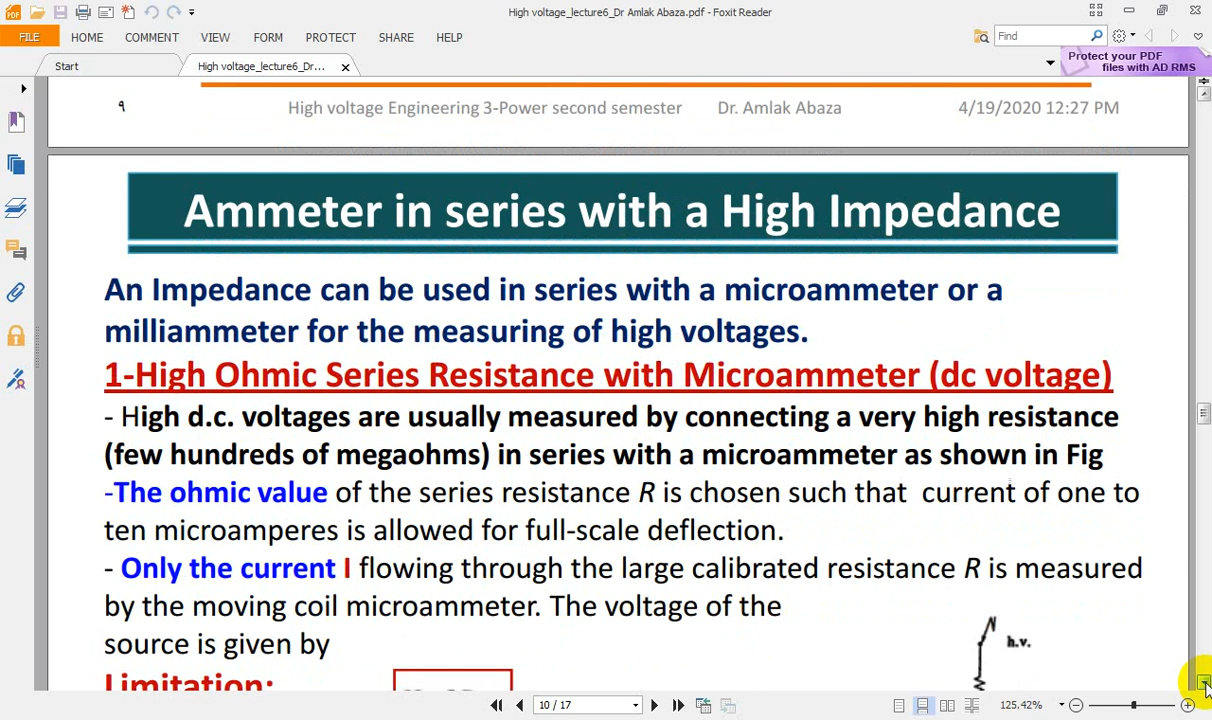 High voltage_lecture6_Dr Amlak Abaza.pdf - Foxit Reader
FILE HOME COMMENT VIEW FORM PROTECT SHARE HELP Find
Start High voltage_lecture6_Dr... Protect your PDF
files with AD RMS
٩ High voltage Engineering 3-Power second semester Dr. Amlak Abaza 4/19/2020 12:27 PM
Ammeter in series with a High Impedance
An Impedance can be used in series with a microammeter or a
milliammeter for the measuring of high voltages.
1-High Ohmic Series Resistance with Microammeter (dc voltage)
- High d.c. voltages are usually measured by connecting a very high resistance
(few hundreds of megaohms) in series with a microammeter as shown in Fig
-The ohmic value of the series resistance R is chosen such that current of one to
ten microamperes is allowed for full-scale deflection.
- Only the current I flowing through the large calibrated resistance R is measured
by the moving coil microammeter. The voltage of the
source is given by
h.v.
Limitation:
10 / 17 125.42%